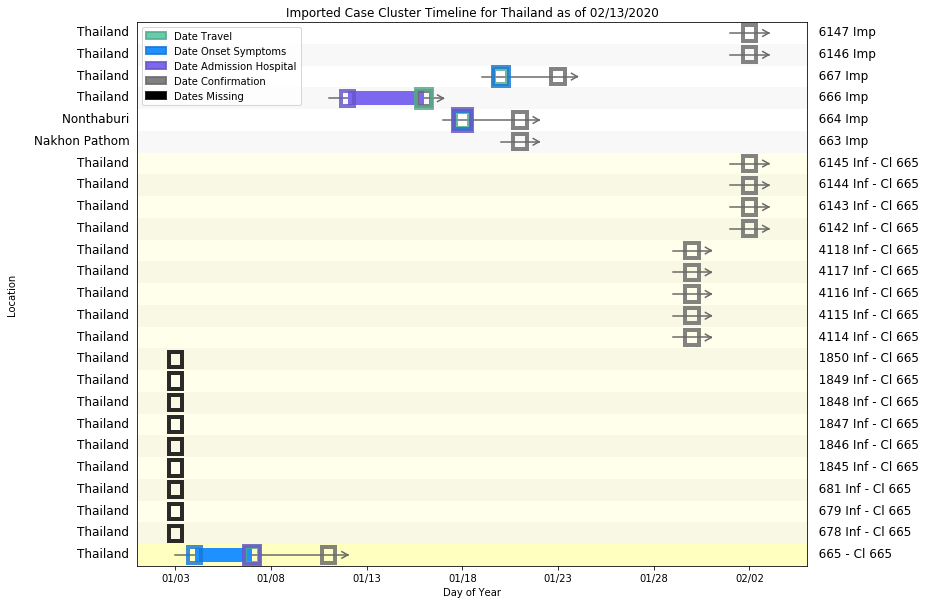 Imported Case Cluster Timeline for Thailand as of 02/13/2020
Date Travel
Date Onset Symptoms
Date Admission Hospital
Date Confirmation
Dates Missing
Location
Thailand 6147 Imp
Thailand 6146 Imp
Thailand 667 Imp
Thailand 666 Imp
Nonthaburi 664 Imp
Nakhon Pathom 663 Imp
Thailand 6145 Inf - Cl 665
Thailand 6144 Inf - Cl 665
Thailand 6143 Inf - Cl 665
Thailand 6142 Inf - Cl 665
Thailand 4118 Inf - Cl 665
Thailand 4117 Inf - Cl 665
Thailand 4116 Inf - Cl 665
Thailand 4115 Inf - Cl 665
Thailand 4114 Inf - Cl 665
Thailand 1850 Inf - Cl 665
Thailand 1849 Inf - Cl 665
Thailand 1848 Inf - Cl 665
Thailand 1847 Inf - Cl 665
Thailand 1846 Inf - Cl 665
Thailand 1845 Inf - Cl 665
Thailand 681 Inf - Cl 665
Thailand 679 Inf - Cl 665
Thailand 678 Inf - Cl 665
Thailand 665 - Cl 665
01/03 01/08 01/13 01/18 01/23 01/28 02/02
Day of Year